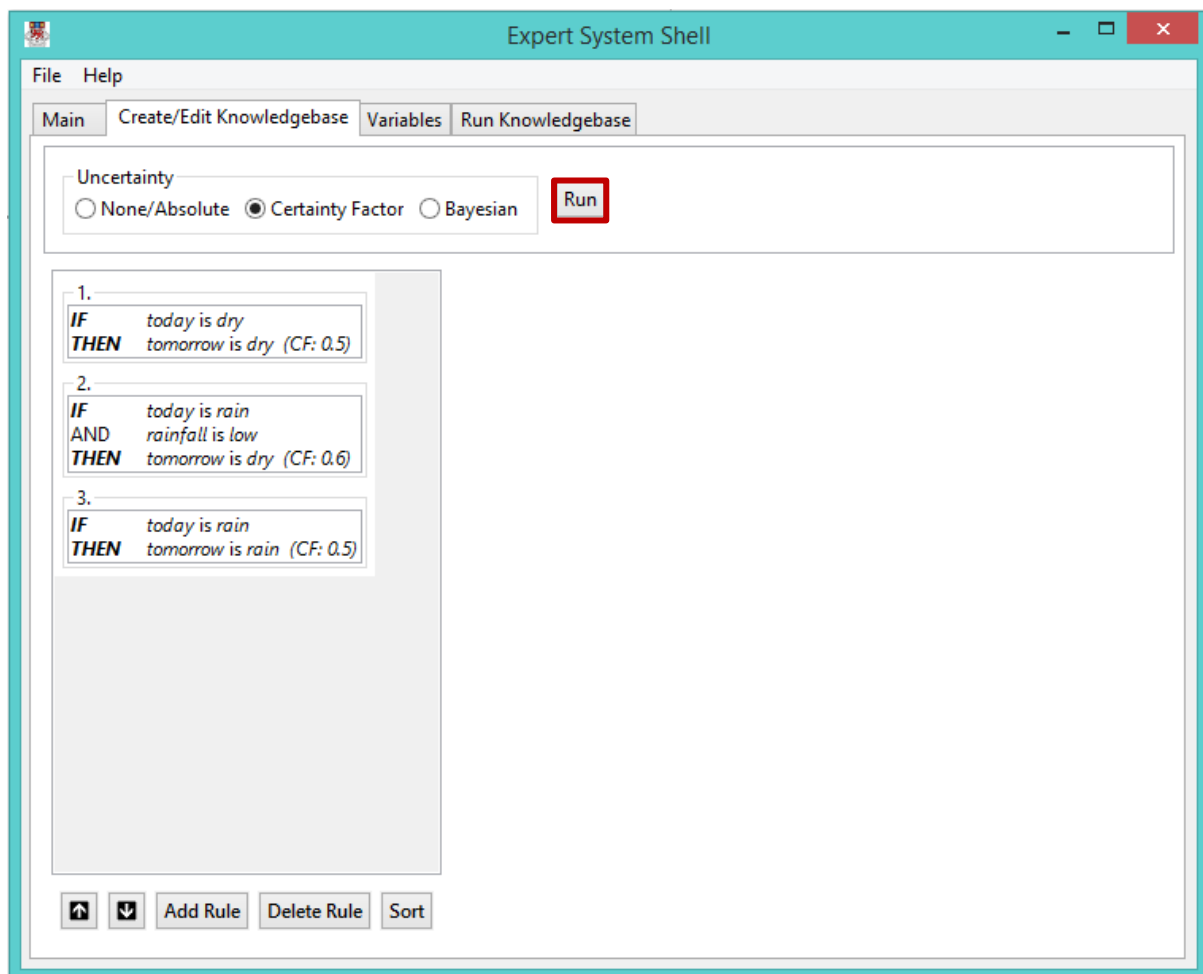 Expert System Shell
File Help
Main Create/Edit Knowledgebase Variables Run Knowledgebase
Uncertainty
None/Absolute Certainty Factor Bayesian Run
1.
IF today is dry
THEN tomorrow is dry (CF: 0.5)
2.
IF today is rain
AND rainfall is low
THEN tomorrow is dry (CF: 0.6)
3.
IF today is rain
THEN tomorrow is rain (CF: 0.5)
Add Rule Delete Rule Sort